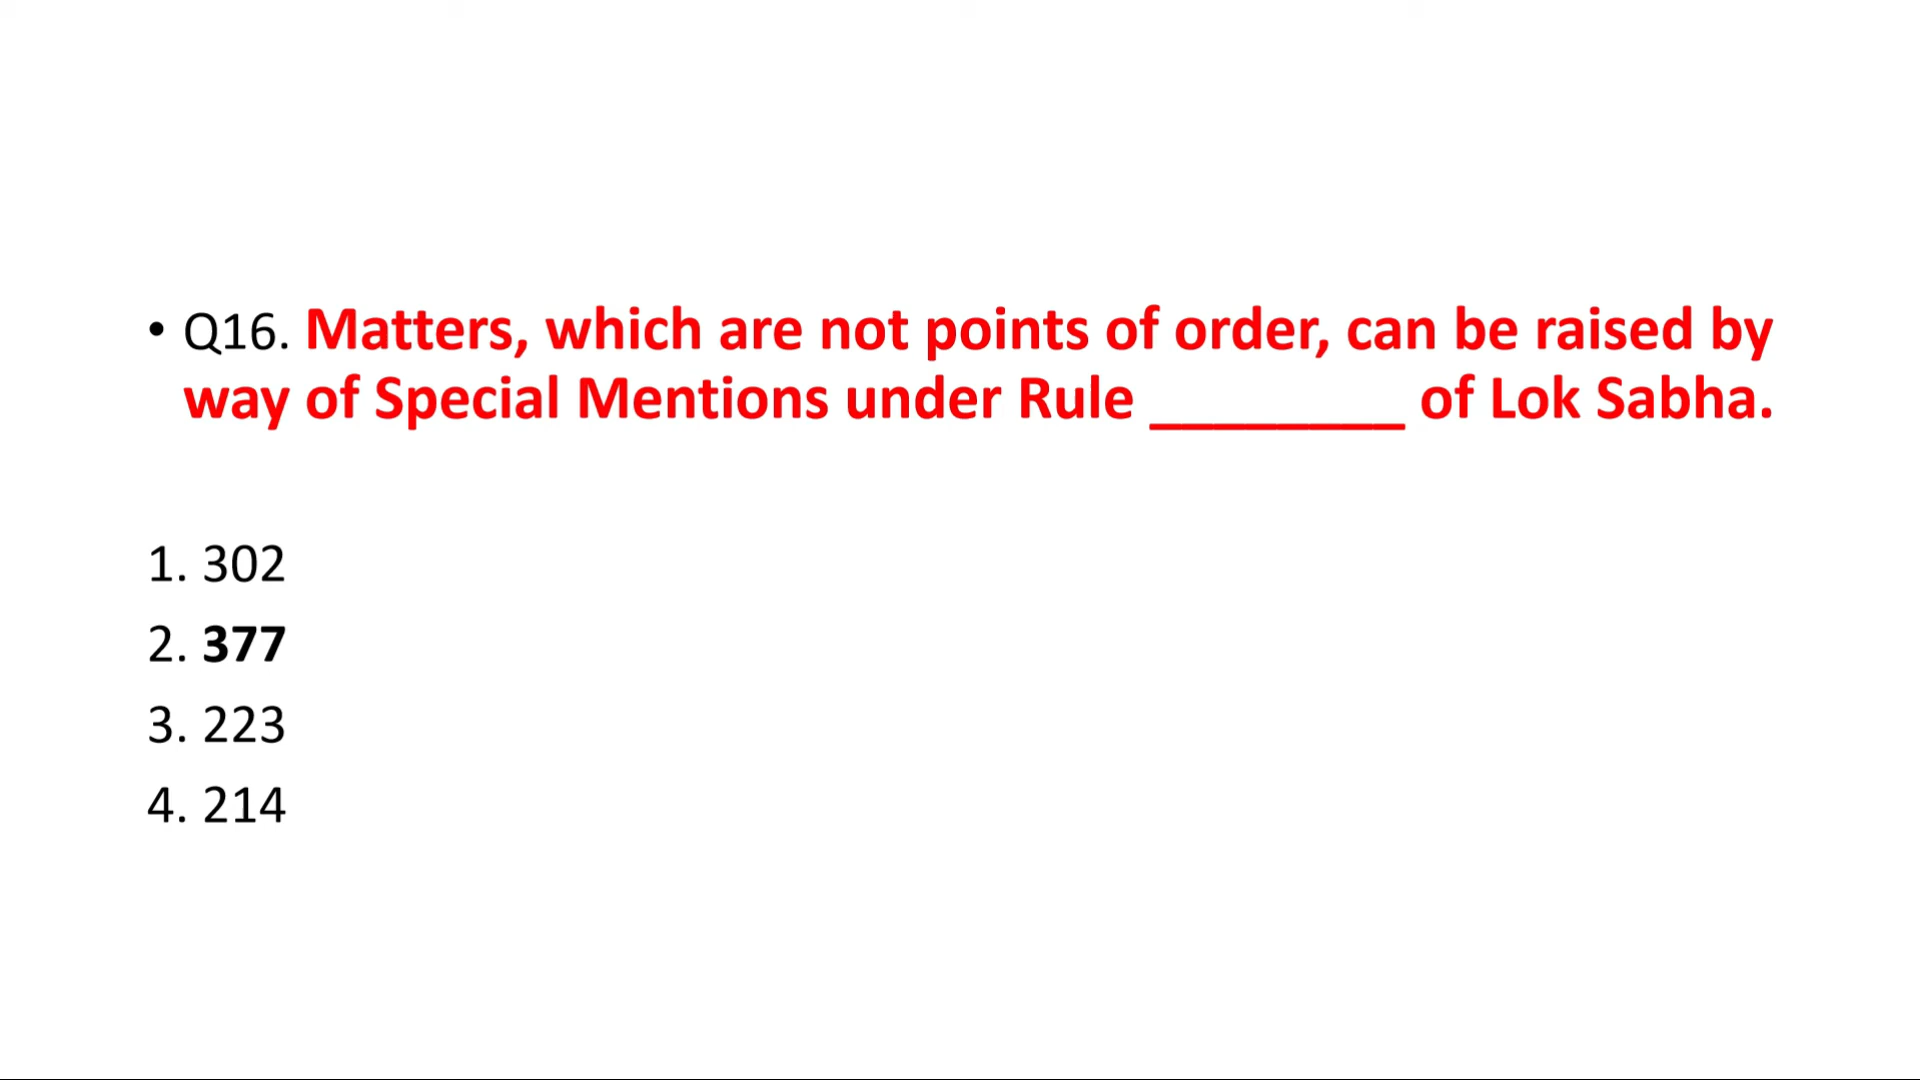 • Q16. Matters, which are not points of order, can be raised by
way of Special Mentions under Rule ________ of Lok Sabha.
1. 302
2. 377
3. 223
4. 214